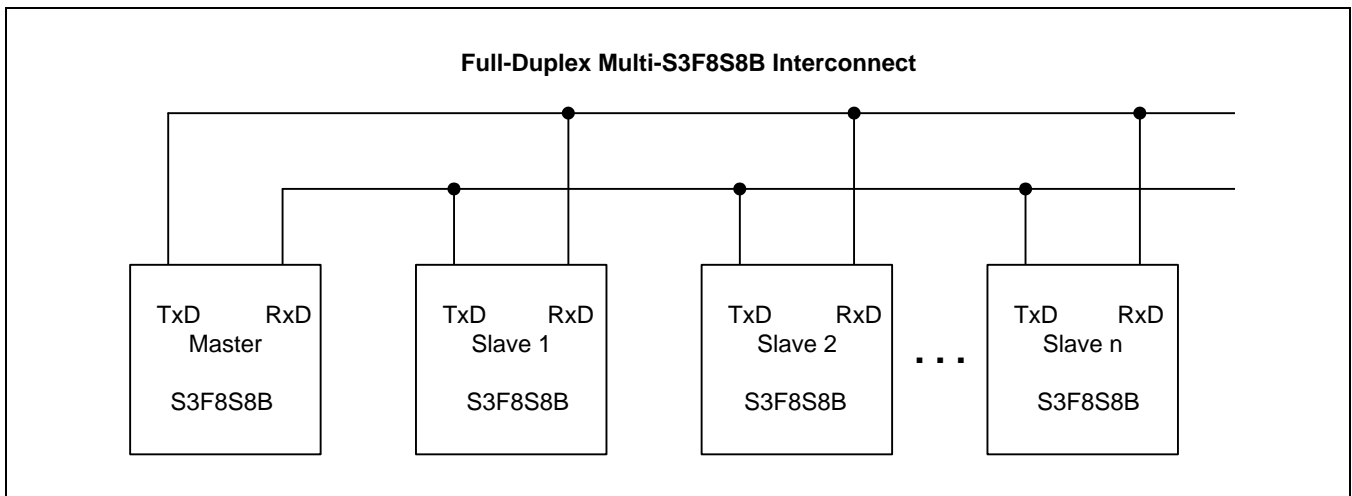 Full-Duplex Multi-S3F8S8B Interconnect
TxD RxD
Master
S3F8S8B
TxD RxD
Slave 1
S3F8S8B
TxD RxD
Slave 2
S3F8S8B
. . .
TxD RxD
Slave n
S3F8S8B